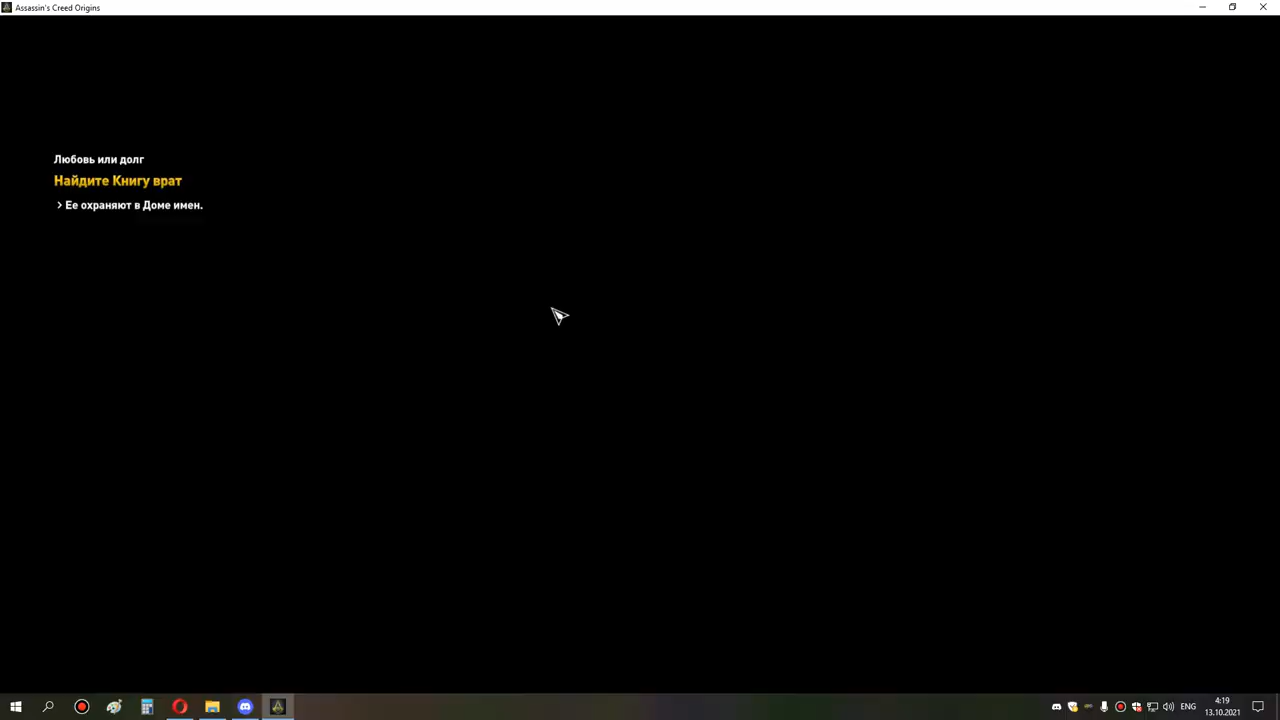 Assassin's Creed Origins
Любовь или долг
Найдите Книгу врат
> Ее охраняют в Доме имен.
4:19
ENG
13.10.2021